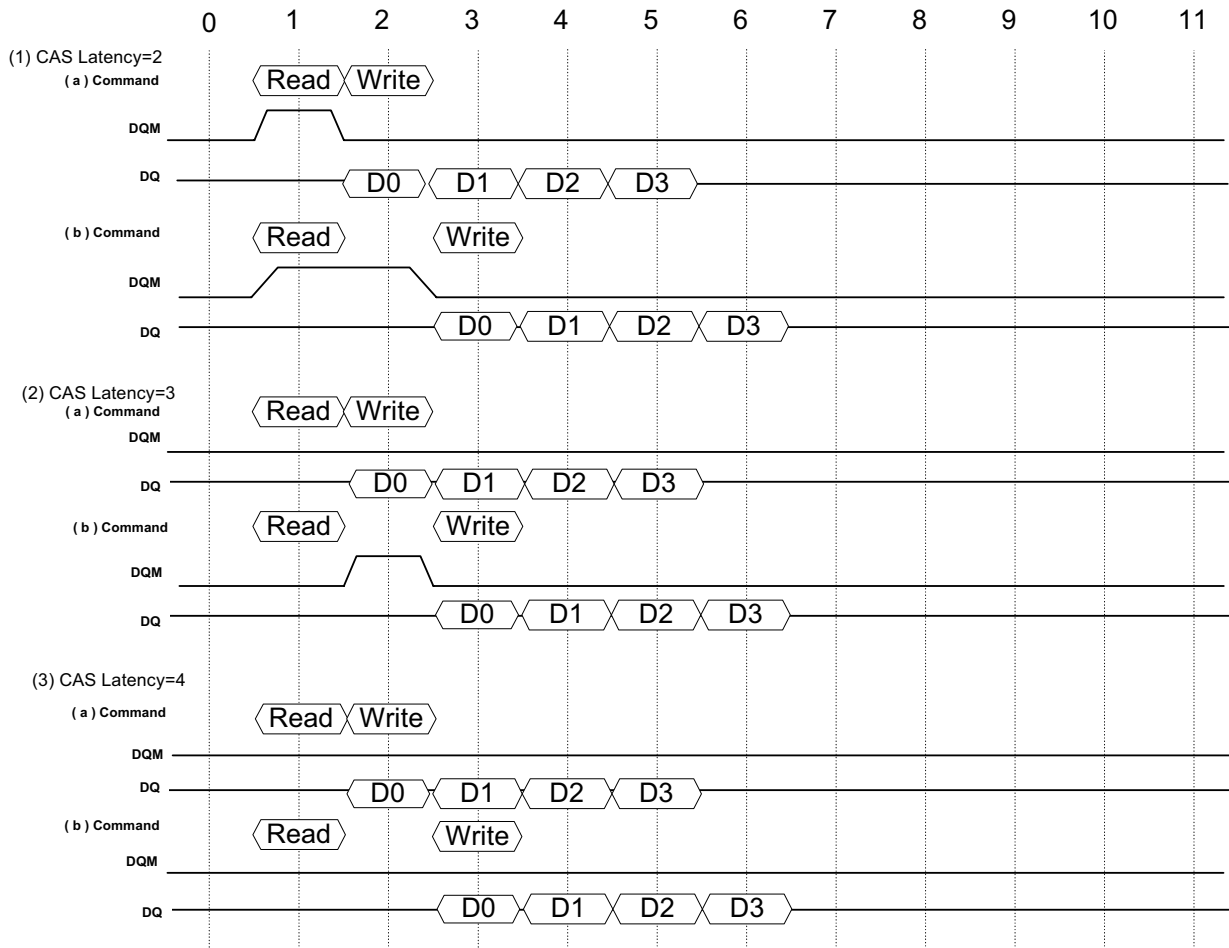 0 1 2 3 4 5 6 7 8 9 10 11
(1) CAS Latency=2
( a ) Command Read Write
DQM
DQ D0 D1 D2 D3
( b ) Command Read Write
DQM
DQ D0 D1 D2 D3
(2) CAS Latency=3
( a ) Command Read Write
DQM
DQ D0 D1 D2 D3
( b ) Command Read Write
DQM
DQ D0 D1 D2 D3
(3) CAS Latency=4
( a ) Command Read Write
DQM
DQ D0 D1 D2 D3
( b ) Command Read Write
DQM
DQ D0 D1 D2 D3